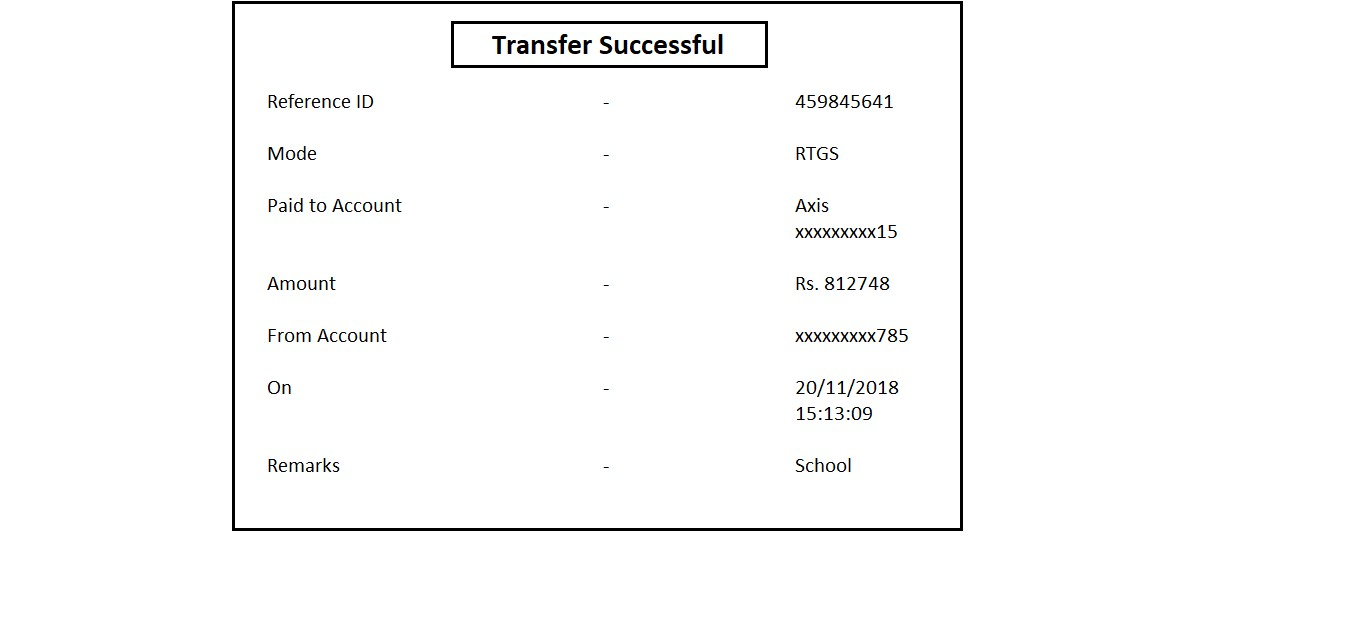 Transfer Successful
Reference ID - 459845641
Mode - RTGS
Paid to Account - Axis
xxxxxxxxx15
Amount - Rs. 812748
From Account - xxxxxxxxx785
On - 20/11/2018
15:13:09
Remarks - School